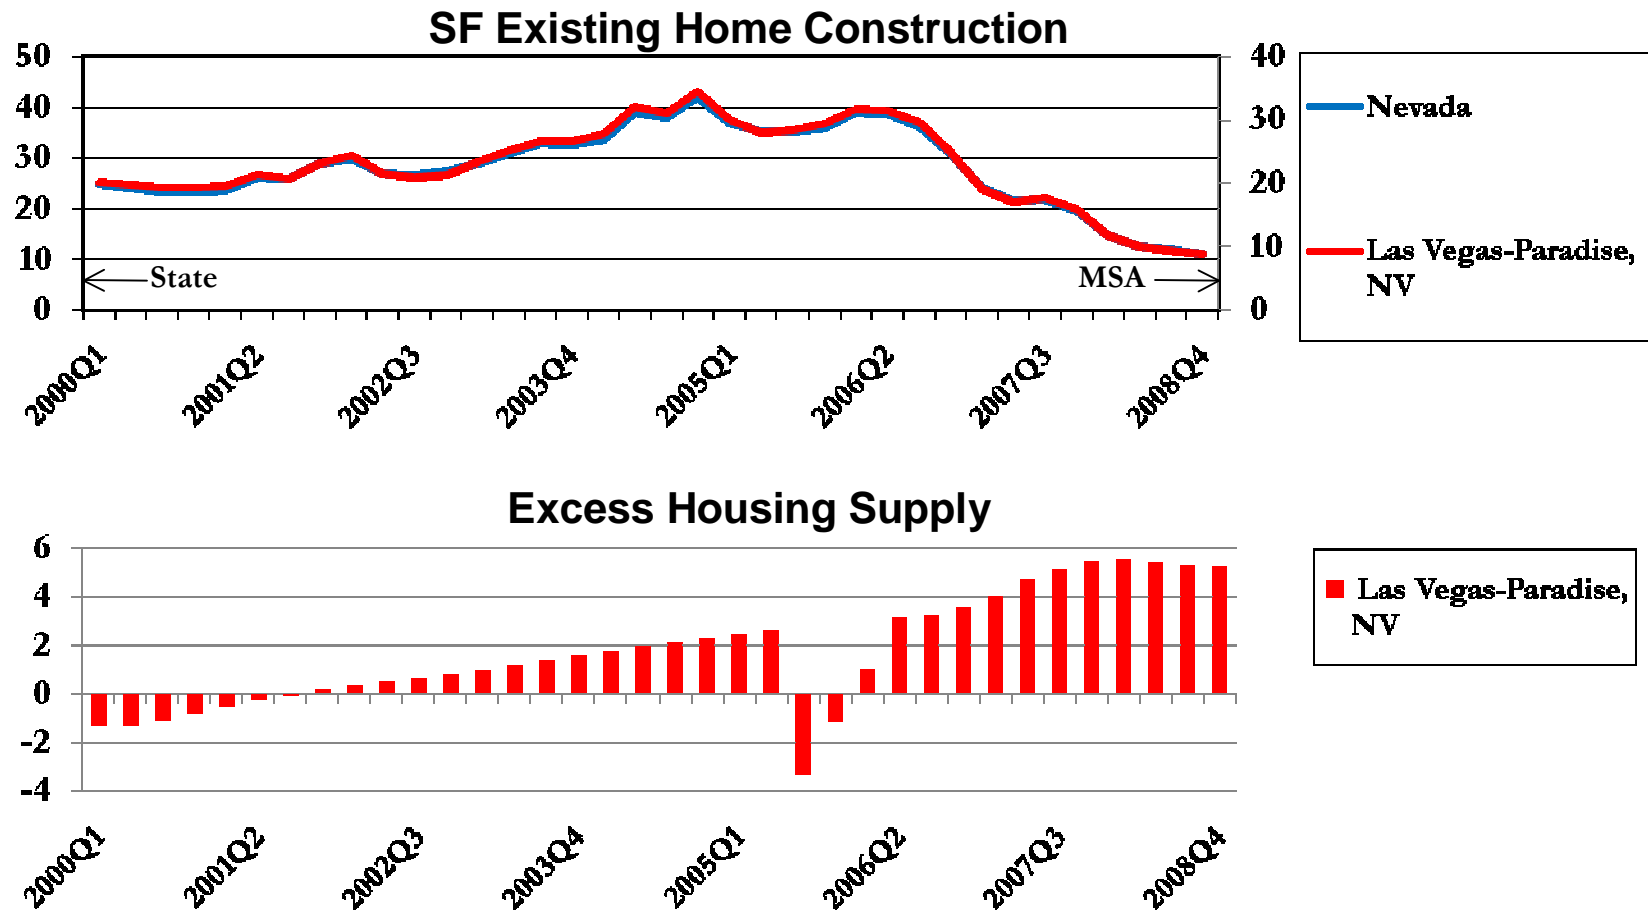 SF Existing Home Construction
50
40
30
20
10
0
40
30
20
10
0
State
MSA
2000Q1
2001Q2
2002Q3
2003Q4
2005Q1
2006Q2
2007Q3
2008Q4
Nevada
Las Vegas-Paradise,
NV
Excess Housing Supply
6
4
2
0
-2
-4
2000Q1
2001Q2
2002Q3
2003Q4
2005Q1
2006Q2
2007Q3
2008Q4
Las Vegas-Paradise,
NV